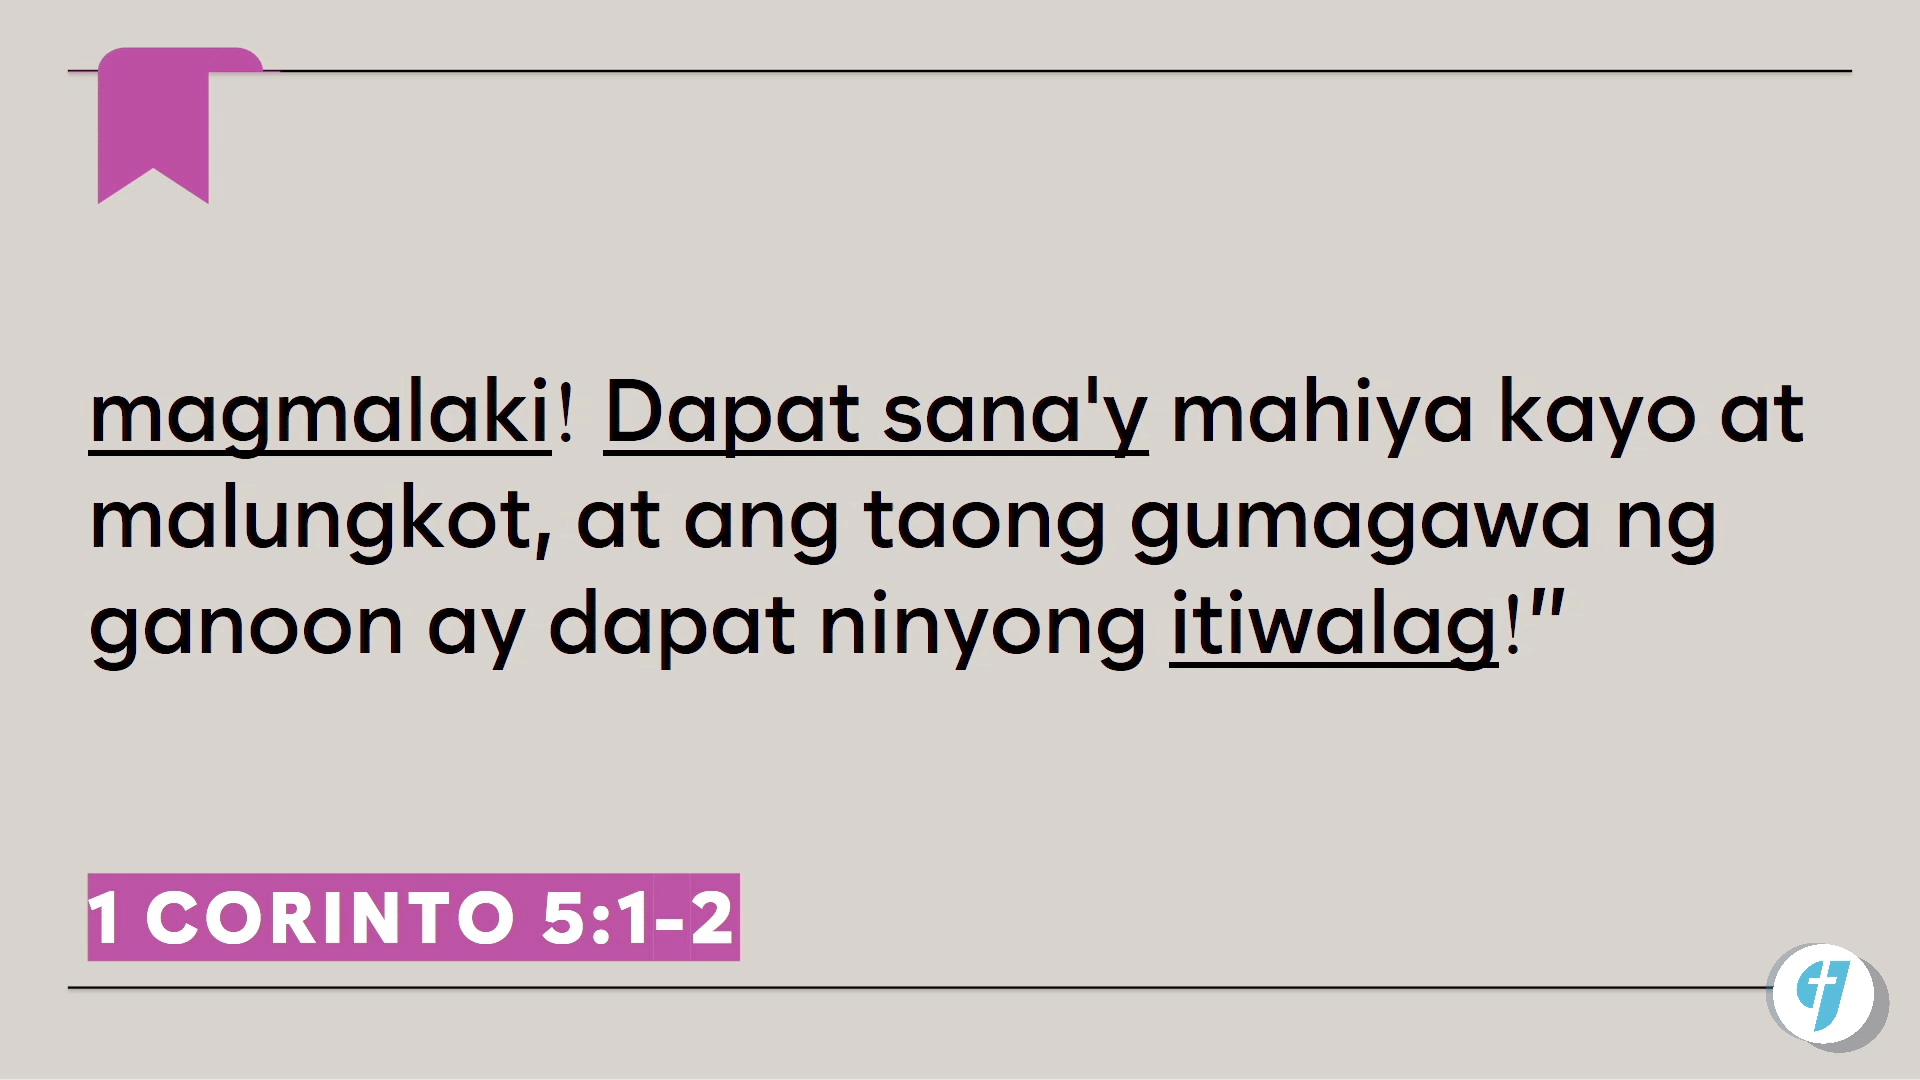 magmalaki! Dapat sana'y mahiya kayo at
malungkot, at ang taong gumagawa ng
ganoon ay dapat ninyong itiwalag!”
1 CORINTO 5:1-2